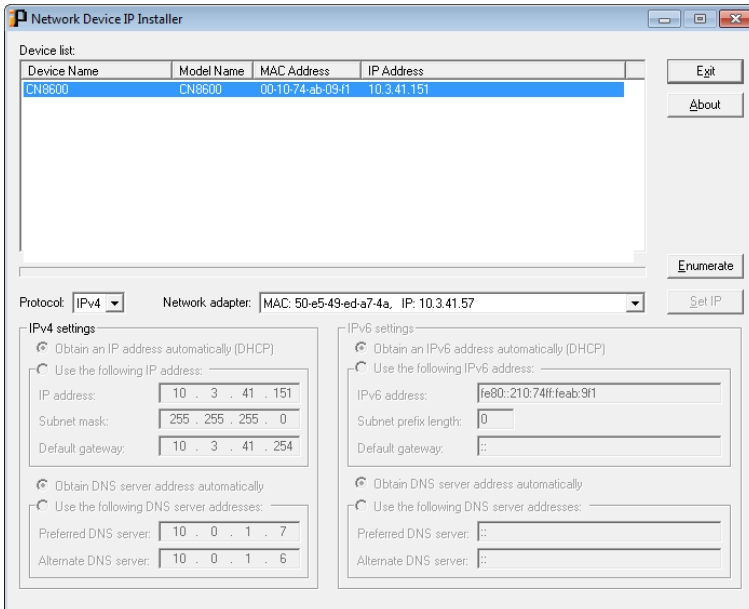 Network Device IP Installer
Device list:
Device Name Model Name MAC Address IP Address
CN8600 CN8600 00-10-74-ab-09-f1 10.3.41.151
Exit
About
Enumerate
Protocol: IPv4 Network adapter: MAC: 50-e5-49-ed-a7-4a, IP: 10.3.41.57 Set IP
IPv4 settings
Obtain an IP address automatically (DHCP)
Use the following IP address:
IP address: 10 . 3 . 41 . 151
Subnet mask: 255 . 255 . 255 . 0
Default gateway: 10 . 3 . 41 . 254
Obtain DNS server address automatically
Use the following DNS server addresses:
Preferred DNS server: 10 . 0 . 1 . 7
Alternate DNS server: 10 . 0 . 1 . 6
IPv6 settings
Obtain an IPv6 address automatically (DHCP)
Use the following IPv6 address:
IPv6 address: fe80::210:74ff:feab:9f1
Subnet prefix length: 0
Default gateway: ::
Obtain DNS server address automatically
Use the following DNS server addresses:
Preferred DNS server: ::
Alternate DNS server: ::